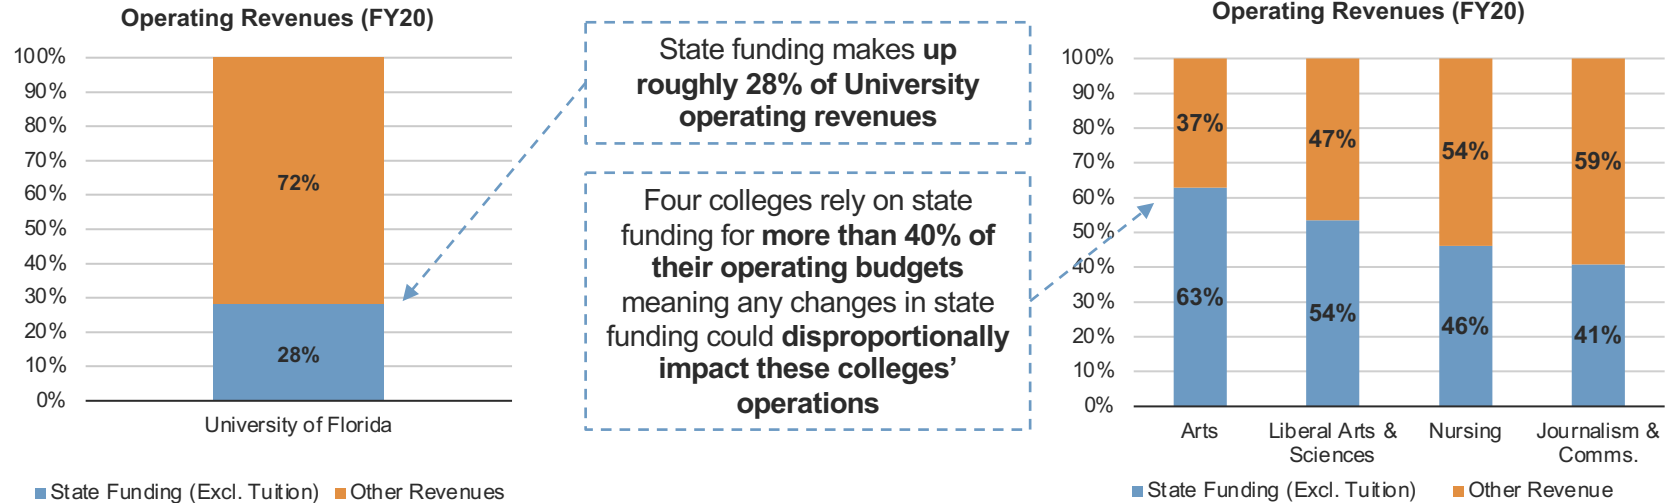 Operating Revenues (FY20)
100%
90%
80%
70%
60%
50%
40%
30%
20%
10%
0%
72%
28%
University of Florida
State Funding (Excl. Tuition)
Other Revenues
State funding makes up
roughly 28% of University
operating revenues
Four colleges rely on state
funding for more than 40% of
their operating budgets
meaning any changes in state
funding could disproportionally
impact these colleges'
operations
Operating Revenues (FY20)
100%
90%
80%
70%
60%
50%
40%
30%
20%
10%
0%
37%
47%
54%
59%
63%
54%
46%
41%
Arts
Liberal Arts &
Sciences
Nursing
Journalism &
Comms.
State Funding (Excl. Tuition)
Other Revenue